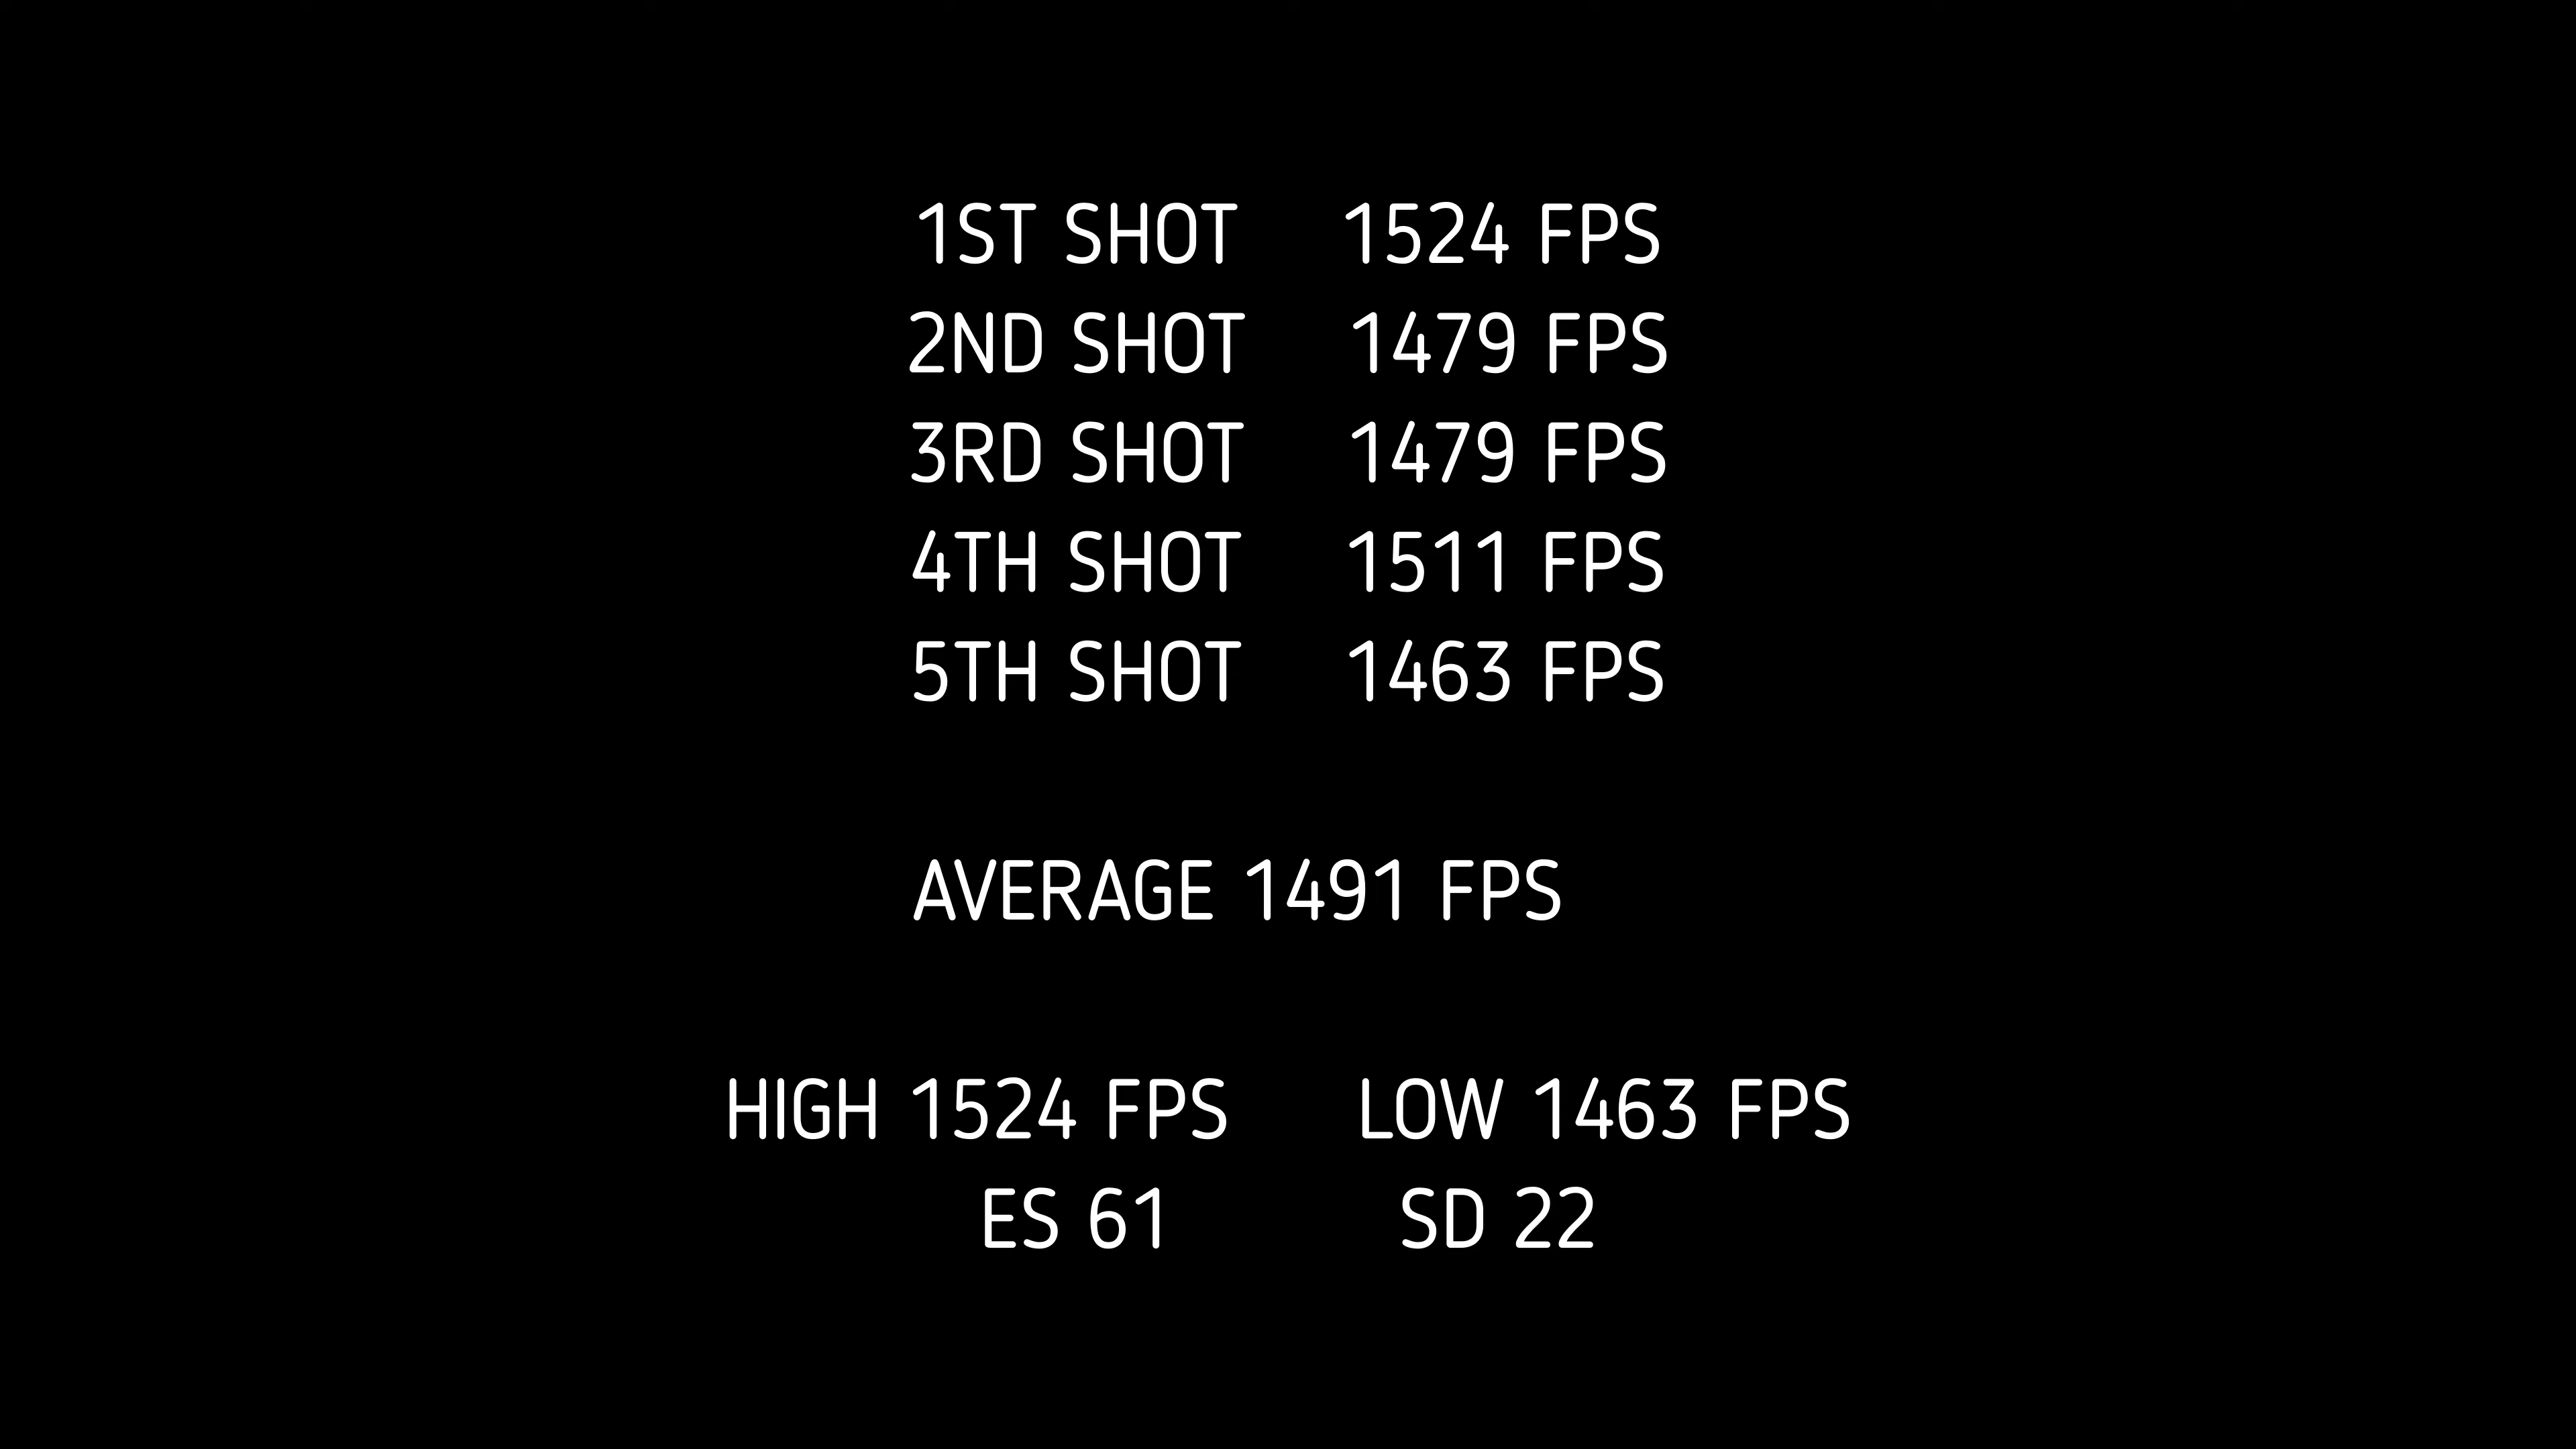 1ST SHOT 1524 FPS
2ND SHOT 1479 FPS
3RD SHOT 1479 FPS
4TH SHOT 1511 FPS
5TH SHOT 1463 FPS
AVERAGE 1491 FPS
HIGH 1524 FPS LOW 1463 FPS
ES 61 SD 22